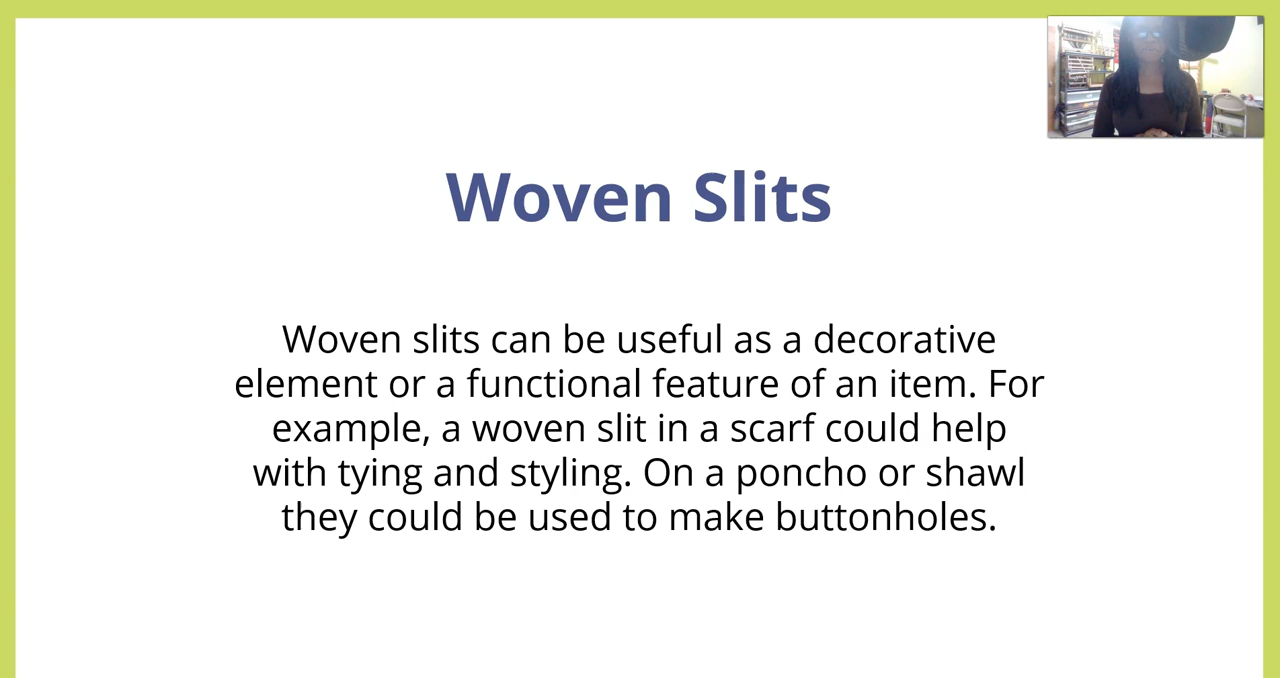 Woven Slits
Woven slits can be useful as a decorative
element or a functional feature of an item. For
example, a woven slit in a scarf could help
with tying and styling. On a poncho or shawl
they could be used to make buttonholes.